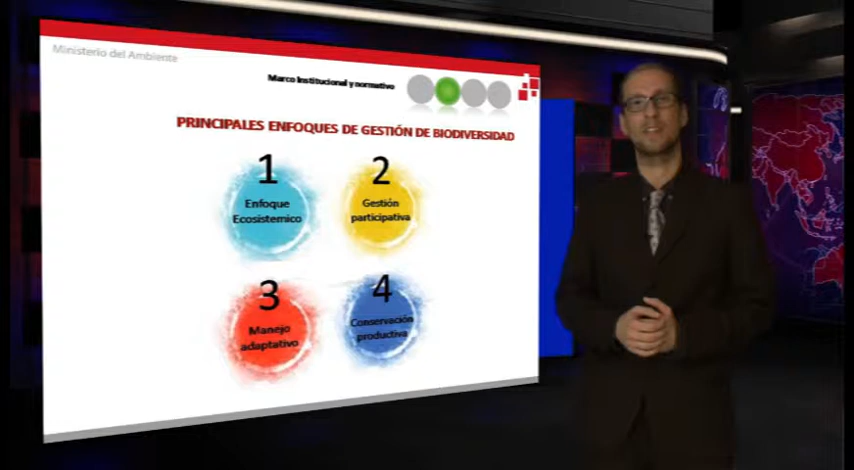 Ministerio del Ambiente
Marco Institucional y normativo
PRINCIPALES ENFOQUES DE GESTIÓN DE BIODIVERSIDAD
1
Enfoque
Ecosistemico
2
Gestión
participativa
3
Manejo
adaptativo
4
Conservación
productiva